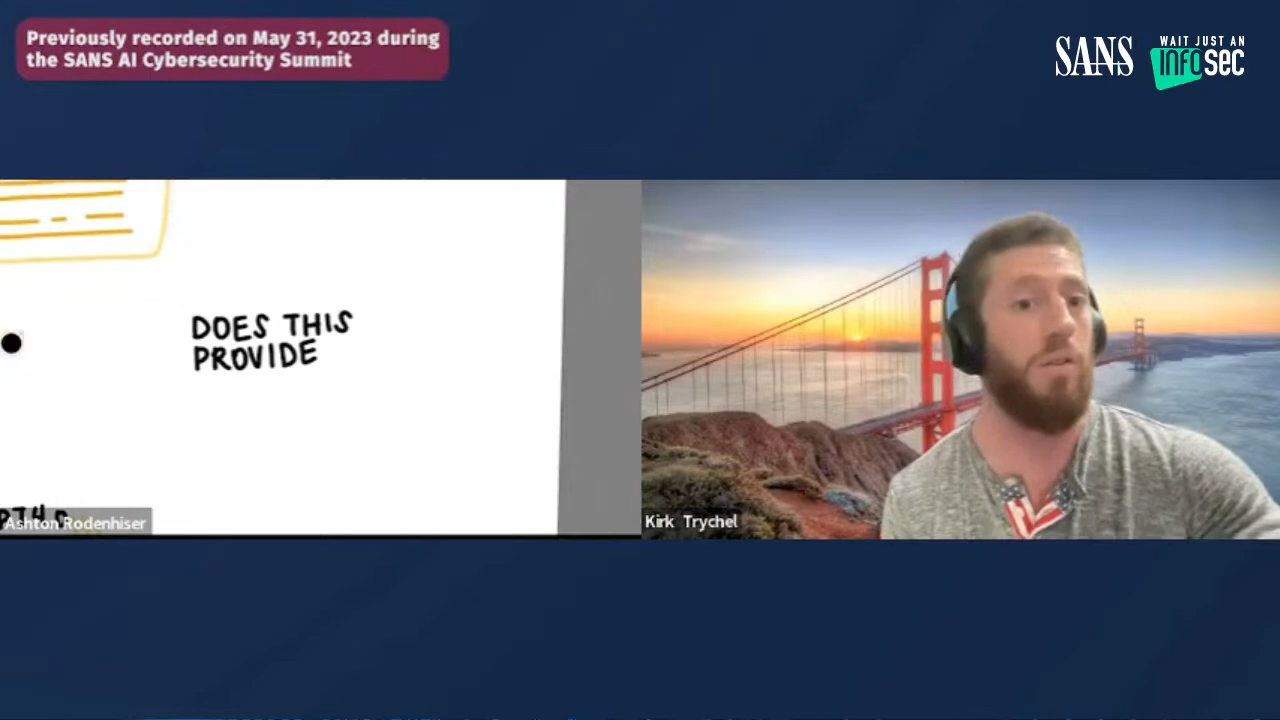 Previously recorded on May 31, 2023 during
the SANS AI Cybersecurity Summit
SANS
WAIT JUST AN
INFOSEC
DOES THIS
PROVIDE
Ashton Rodenhiser
Kirk Trychel